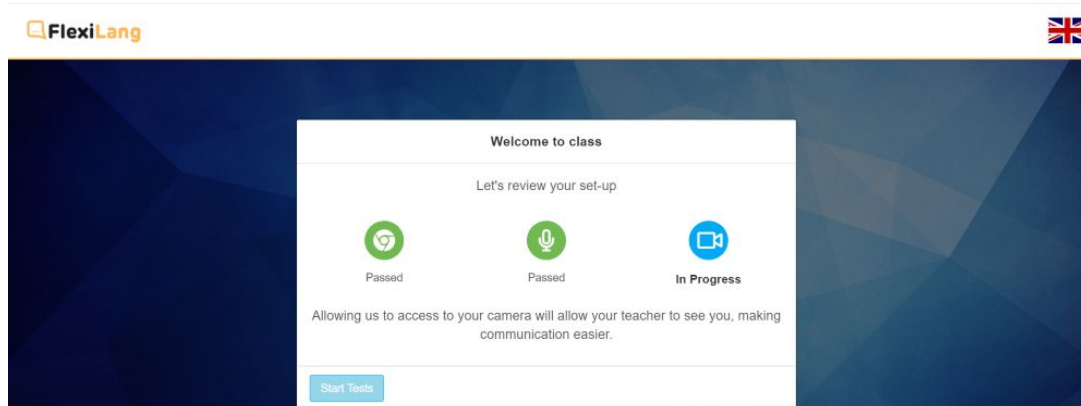 FlexiLang
Welcome to class
Let's review your set-up
Passed
Passed
In Progress
Allowing us to access to your camera will allow your teacher to see you, making
communication easier.
Start Tests